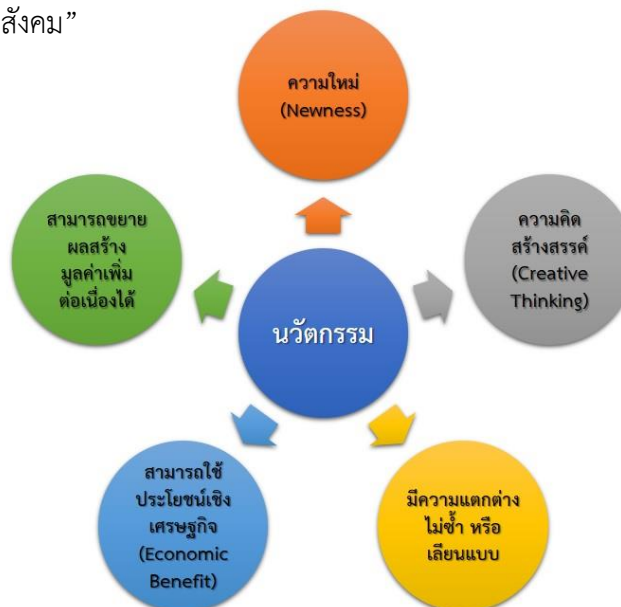 สังคม”
ความใหม่
(Newness)
ความคิด
สร้างสรรค์
(Creative
Thinking)
มีความแตกต่าง
ไม่ซ้ำ หรือ
เลียนแบบ
สามารถใช้
ประโยชน์เชิง
เศรษฐกิจ
(Economic
Benefit)
สามารถขยาย
ผลสร้าง
มูลค่าเพิ่ม
ต่อเนื่องได้
นวัตกรรม